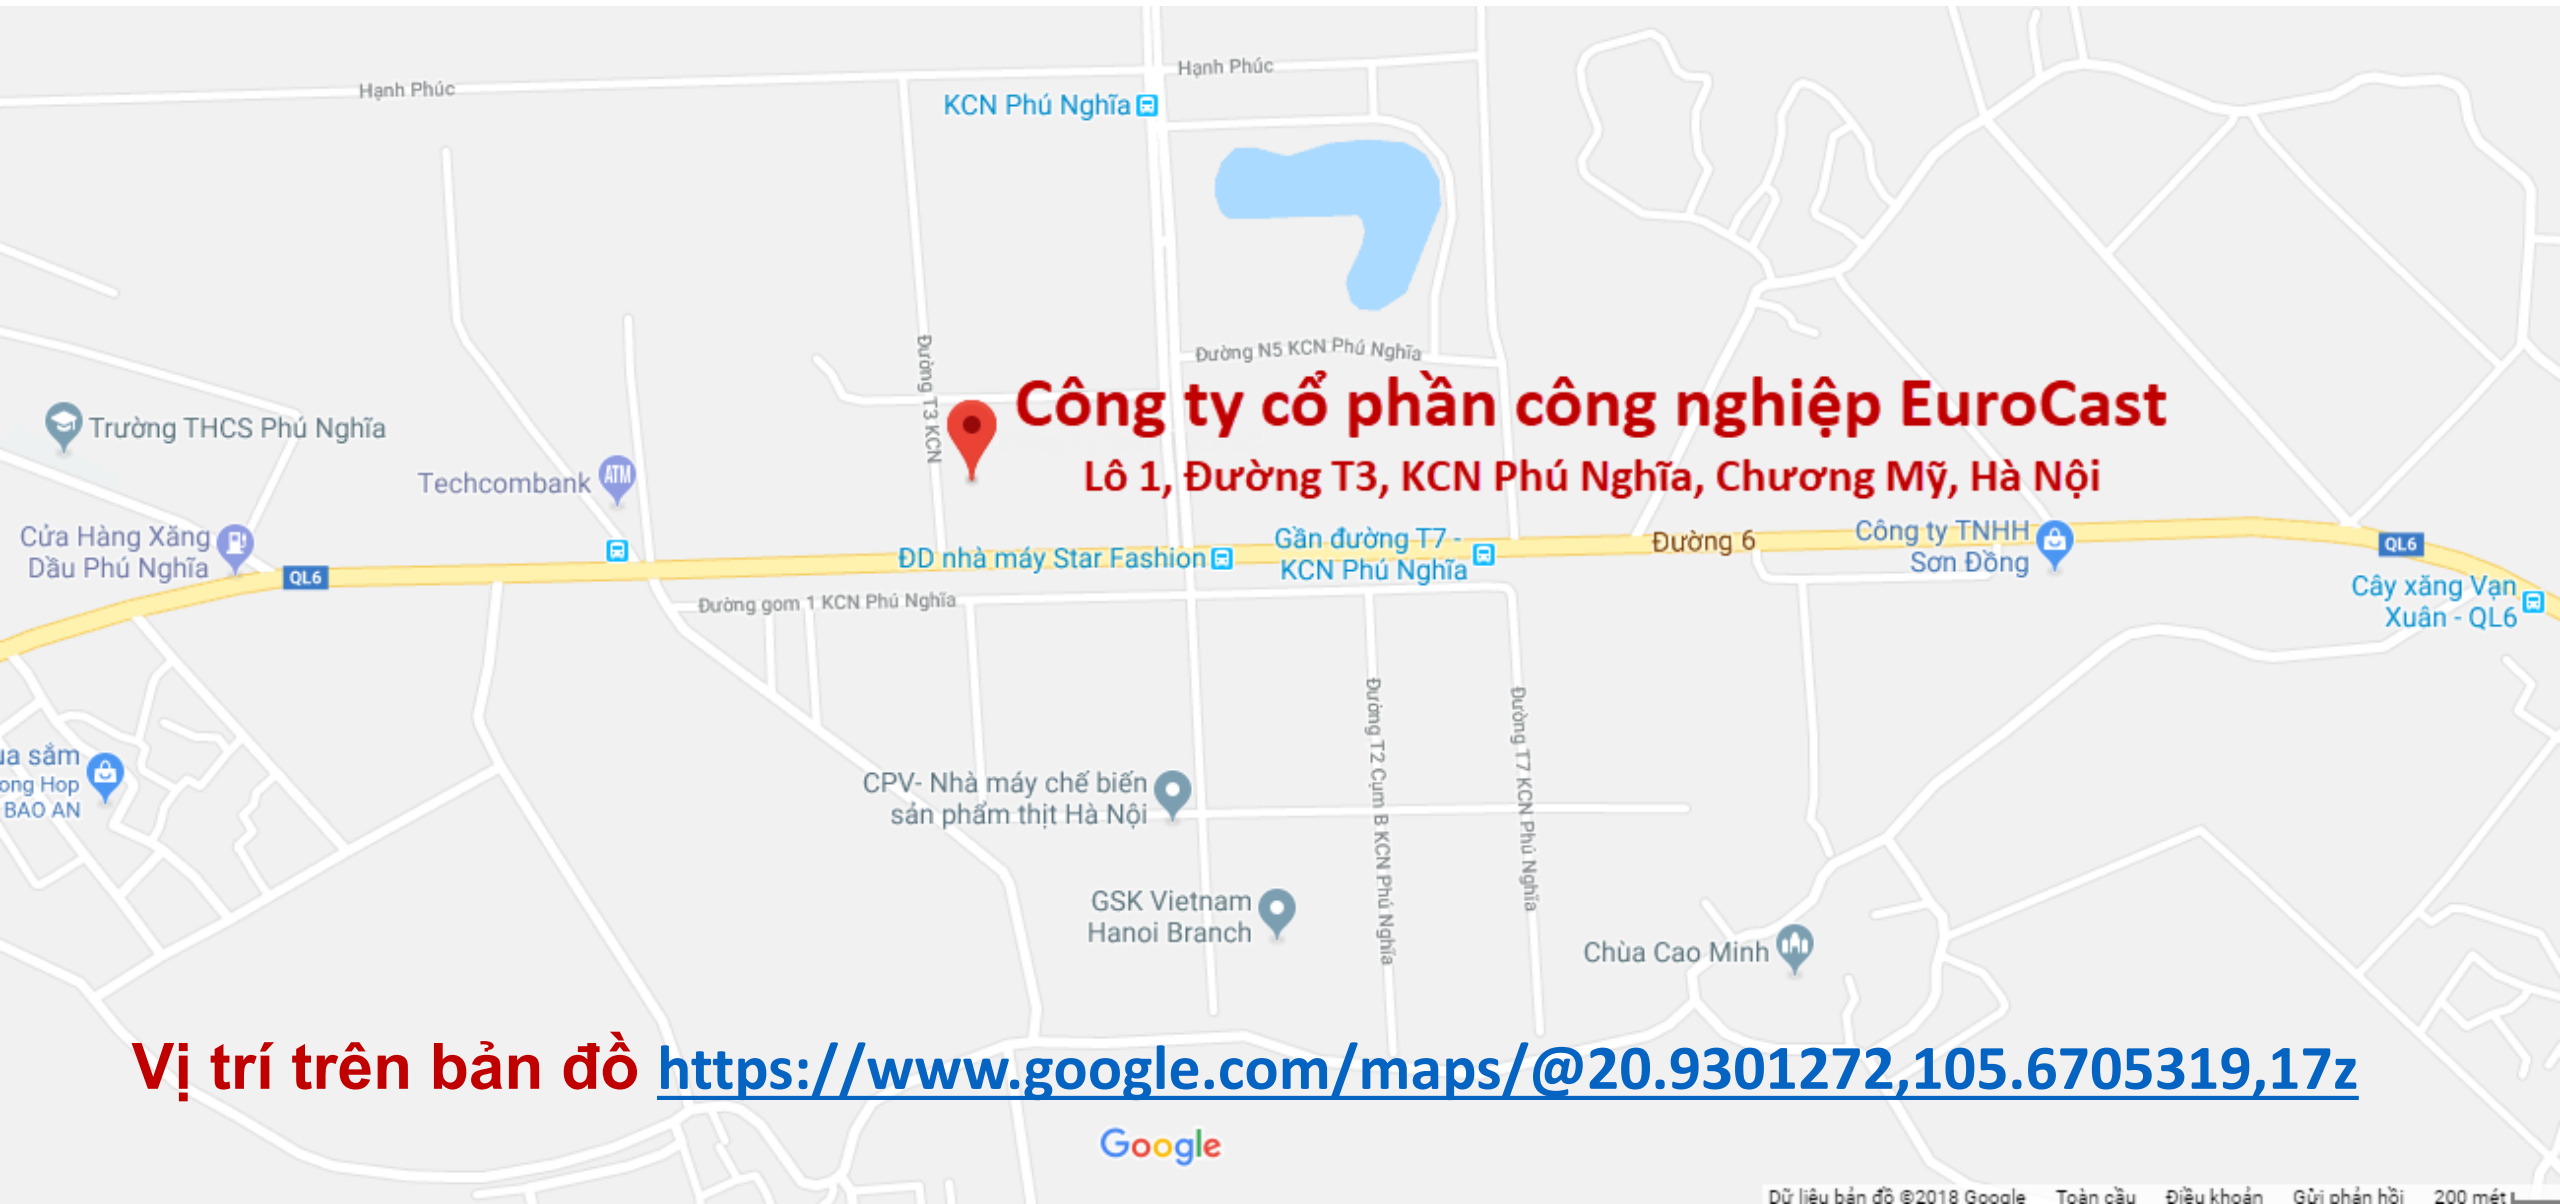 Hạnh Phúc
Hạnh Phúc
KCN Phú Nghĩa
Đường N5 KCN Phú Nghĩa
Đường T3 KCN
Công ty cổ phần công nghiệp EuroCast
Lô 1, Đường T3, KCN Phú Nghĩa, Chương Mỹ, Hà Nội
Trường THCS Phú Nghĩa
Techcombank
ATM
Cửa Hàng Xăng
Dầu Phú Nghĩa
QL6
ĐD nhà máy Star Fashion
Gần đường T7 -
KCN Phú Nghĩa
Đường 6
Công ty TNHH
Sơn Đồng
QL6
Cây xăng Vạn
Xuân - QL6
Đường gom 1 KCN Phú Nghĩa
Đường T2 Cụm B KCN Phú Nghĩa
Đường T7 KCN Phú Nghĩa
sắm
Hop
BAO AN
CPV- Nhà máy chế biến
sản phẩm thịt Hà Nội
GSK Vietnam
Hanoi Branch
Chùa Cao Minh
Vị trí trên bản đồ https://www.google.com/maps/@20.9301272,105.6705319,17z
Google
Dữ liệu bản đồ ©2018 Google Toàn cầu Điều khoản Gửi phản hồi 200 mét